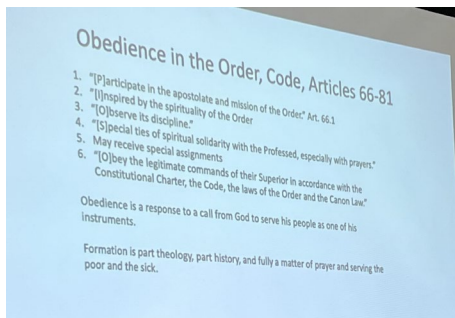 Obedience in the Order, Code, Articles 66-81
1. "[P]articipate in the apostolate and mission of the Order." Art. 66.1
2. "[I]nspired by the spirituality of the Order
3. "[O]bserve its discipline."
4. "[S]pecial ties of spiritual solidarity with the Professed, especially with prayers."
5. May receive special assignments
6. "[O]bey the legitimate commands of their Superior in accordance with the
Constitutional Charter, the Code, the laws of the Order and the Canon Law."
Obedience is a response to a call from God to serve his people as one of his
instruments.
Formation is part theology, part history, and fully a matter of prayer and serving the
poor and the sick.